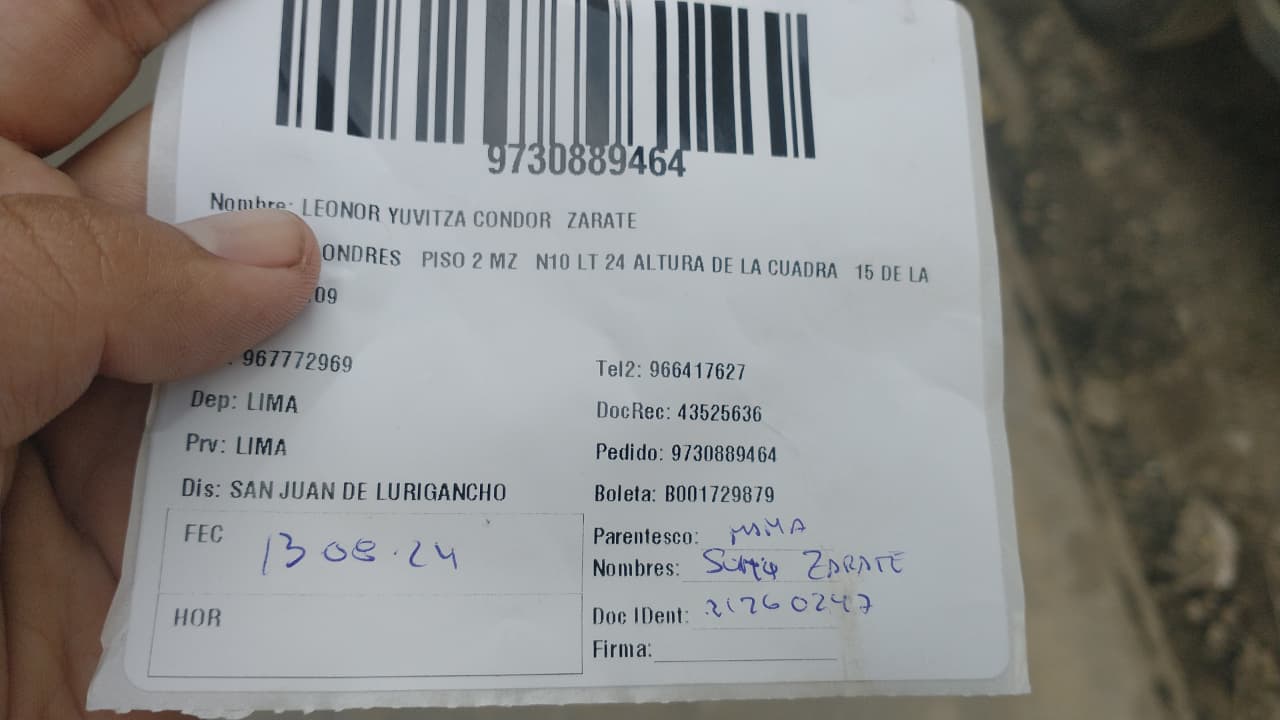 9730889464
Nombre: LEONOR YUVITZA CONDOR ZARATE
ONDRES PISO 2 MZ N10 LT 24 ALTURA DE LA CUADRA 15 DE LA
09
967772969 Tel2: 966417627
Dep: LIMA DocRec: 43525636
Prv: LIMA Pedido: 9730889464
Dis: SAN JUAN DE LURIGANCHO Boleta: B001729879
FEC 13 08.24 Parentesco: MAMA
Nombres: ZARATE
HOR Doc IDent: 21260247
Firma: